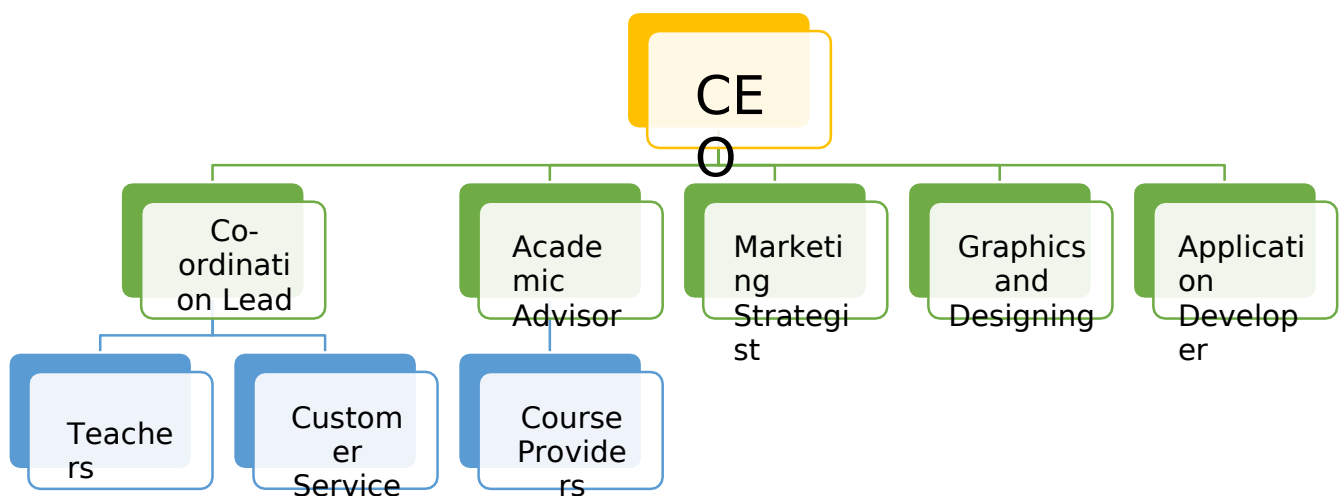 CE
O
Co-
ordinati
on Lead
Acade
mic
Advisor
Marketi
ng
Strategi
st
Graphics
and
Designing
Applicati
on
Develop
er
Teache
rs
Custom
er
Service
Course
Provide
rs